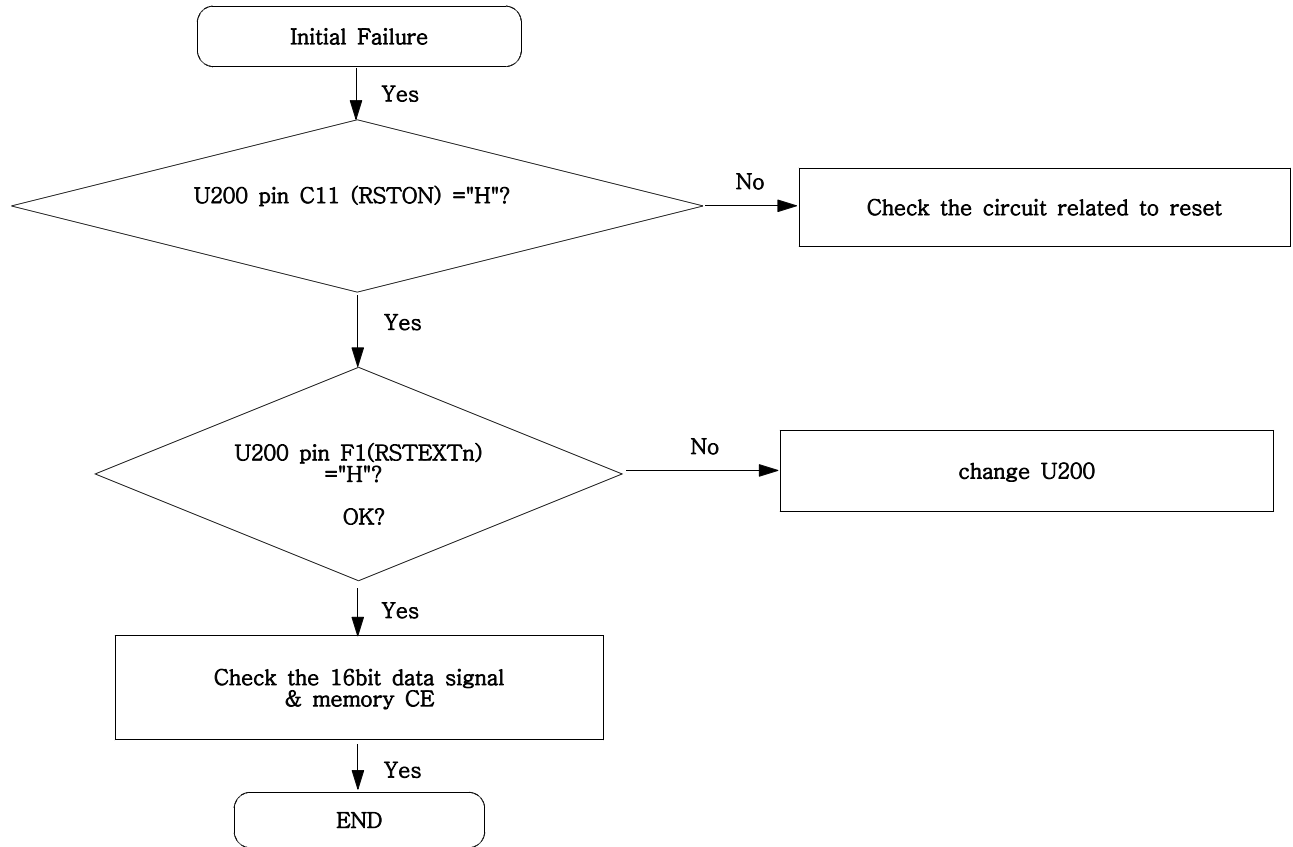 Initial Failure
Yes
U200 pin C11 (RSTON) ="H"?
No
Check the circuit related to reset
Yes
U200 pin F1(RSTEXTn)
="H"?
OK?
No
change U200
Yes
Check the 16bit data signal
& memory CE
Yes
END